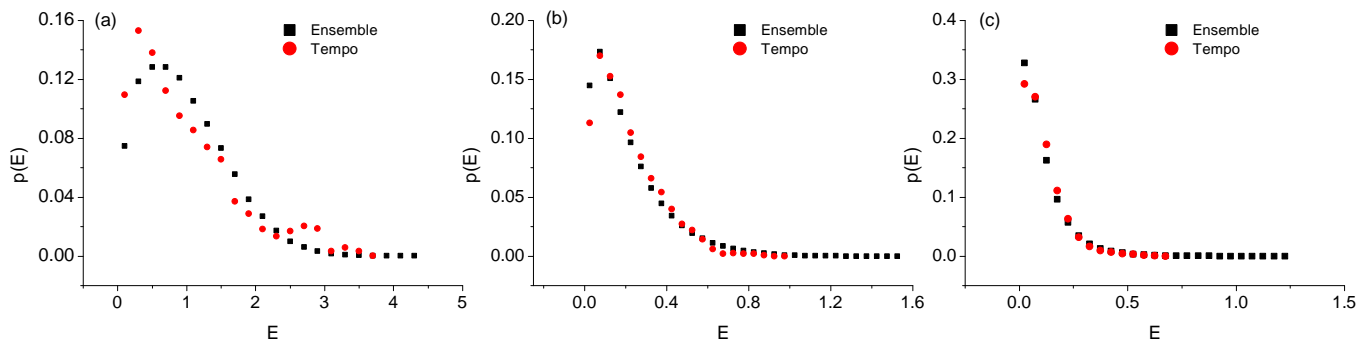 (a)
Ensemble
Tempo
0.16
0.12
0.08
0.04
0.00
p(E)
0 1 2 3 4 5
E
(b)
Ensemble
Tempo
0.20
0.15
0.10
0.05
0.00
p(E)
0.0 0.4 0.8 1.2 1.6
E
(c)
Ensemble
Tempo
0.4
0.3
0.2
0.1
0.0
p(E)
0.0 0.5 1.0 1.5
E